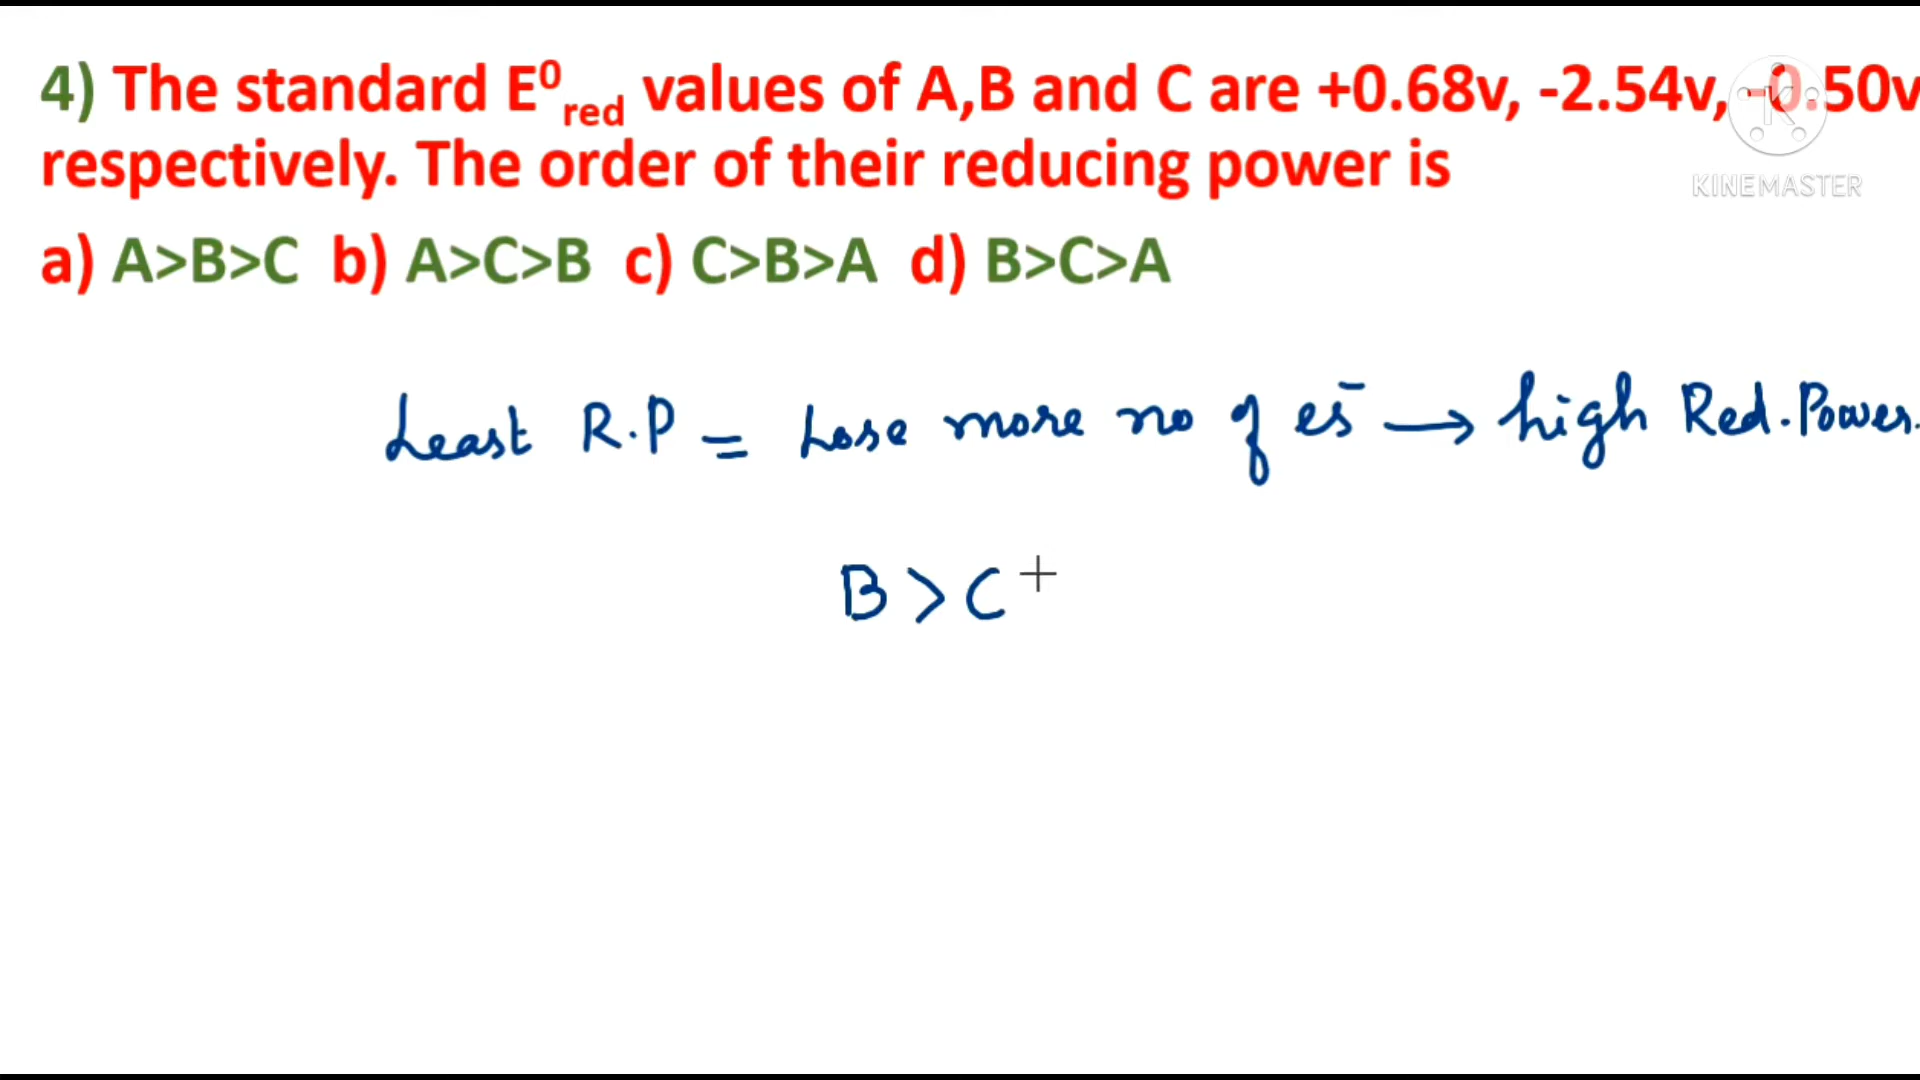 4) The standard E⁰red values of A,B and C are +0.68v, -2.54v, -0.50v
respectively. The order of their reducing power is
KINEMASTER
a) A>B>C b) A>C>B c) C>B>A d) B>C>A
Least R.P = Lose more no of es⁻ → high Red.Power.
B > C